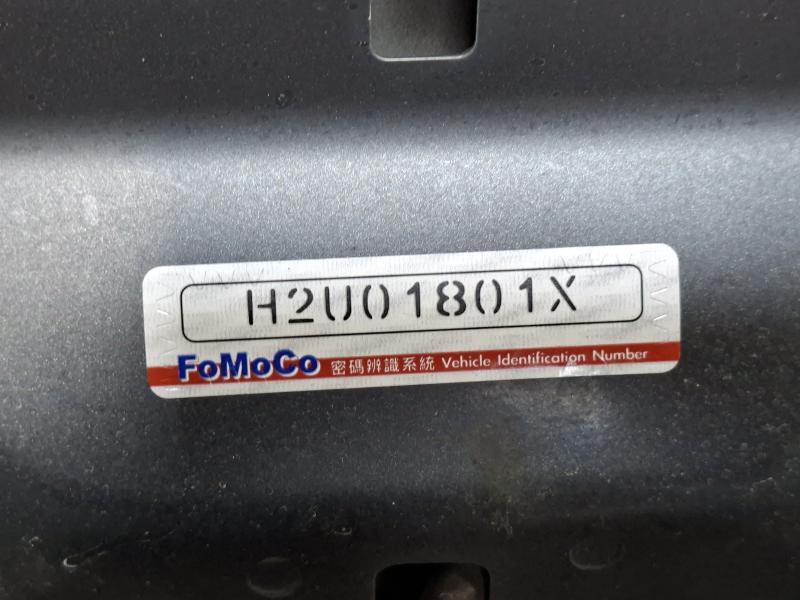 H2U01801X
FoMoCo 密碼辨識系統 Vehicle Identification Number